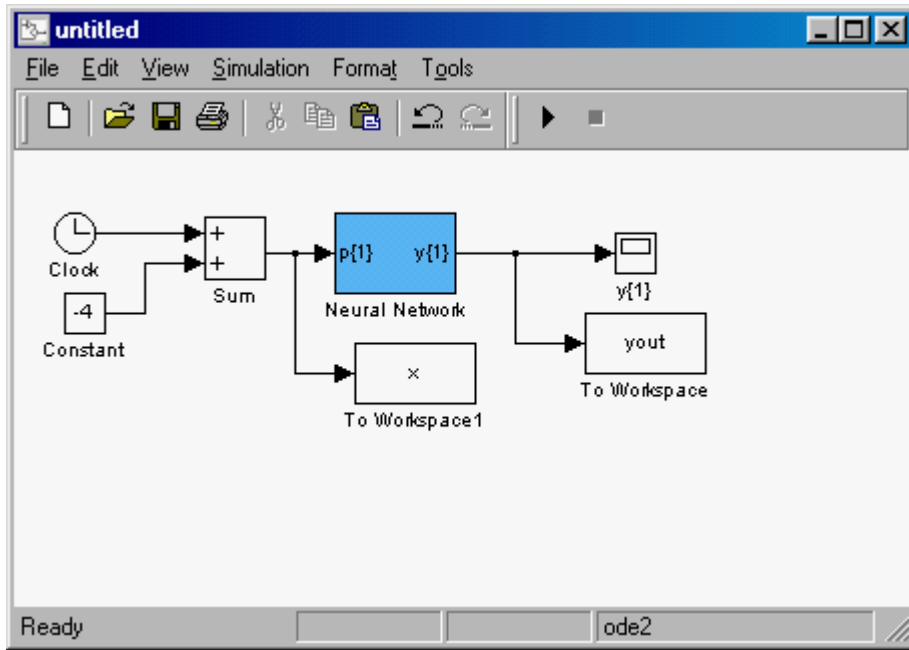 untitled
File Edit View Simulation Format Tools
+
+
Clock
Sum
-4
Constant
p{1} y{1}
Neural Network
y{1}
yout
To Workspace
x
To Workspace1
Ready ode2